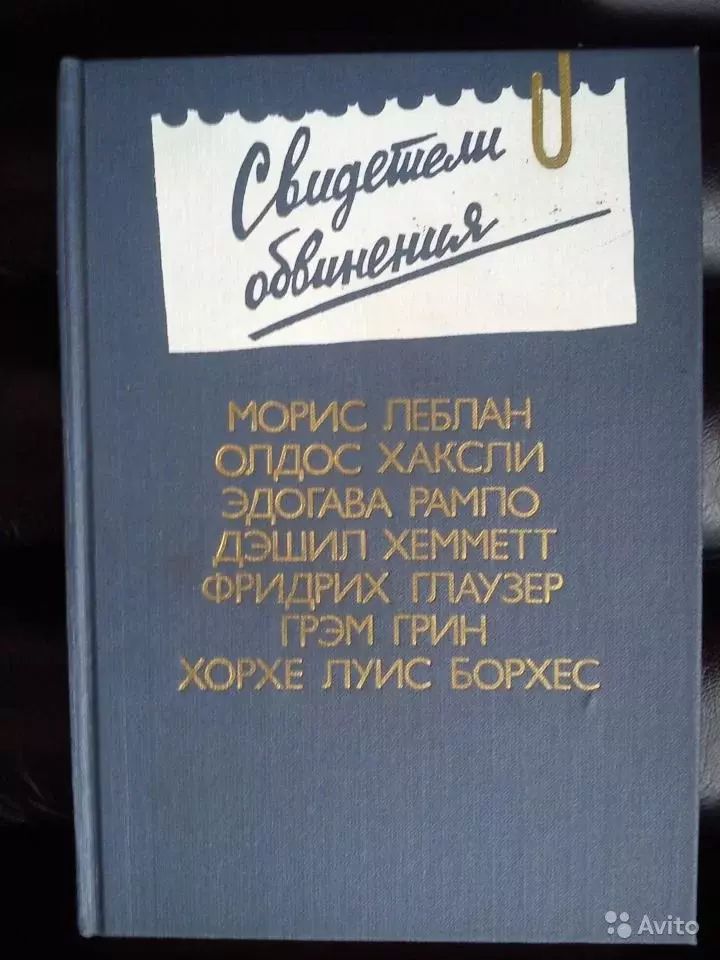 Свидетели
обвинения
МОРИС ЛЕБЛАН
ОЛДОС ХАКСЛИ
ЭДОГАВА РАМПО
ДЭШИЛ ХЕММЕТТ
ФРИДРИХ ГЛАУЗЕР
ГРЭМ ГРИН
ХОРХЕ ЛУИС БОРХЕС
Avito